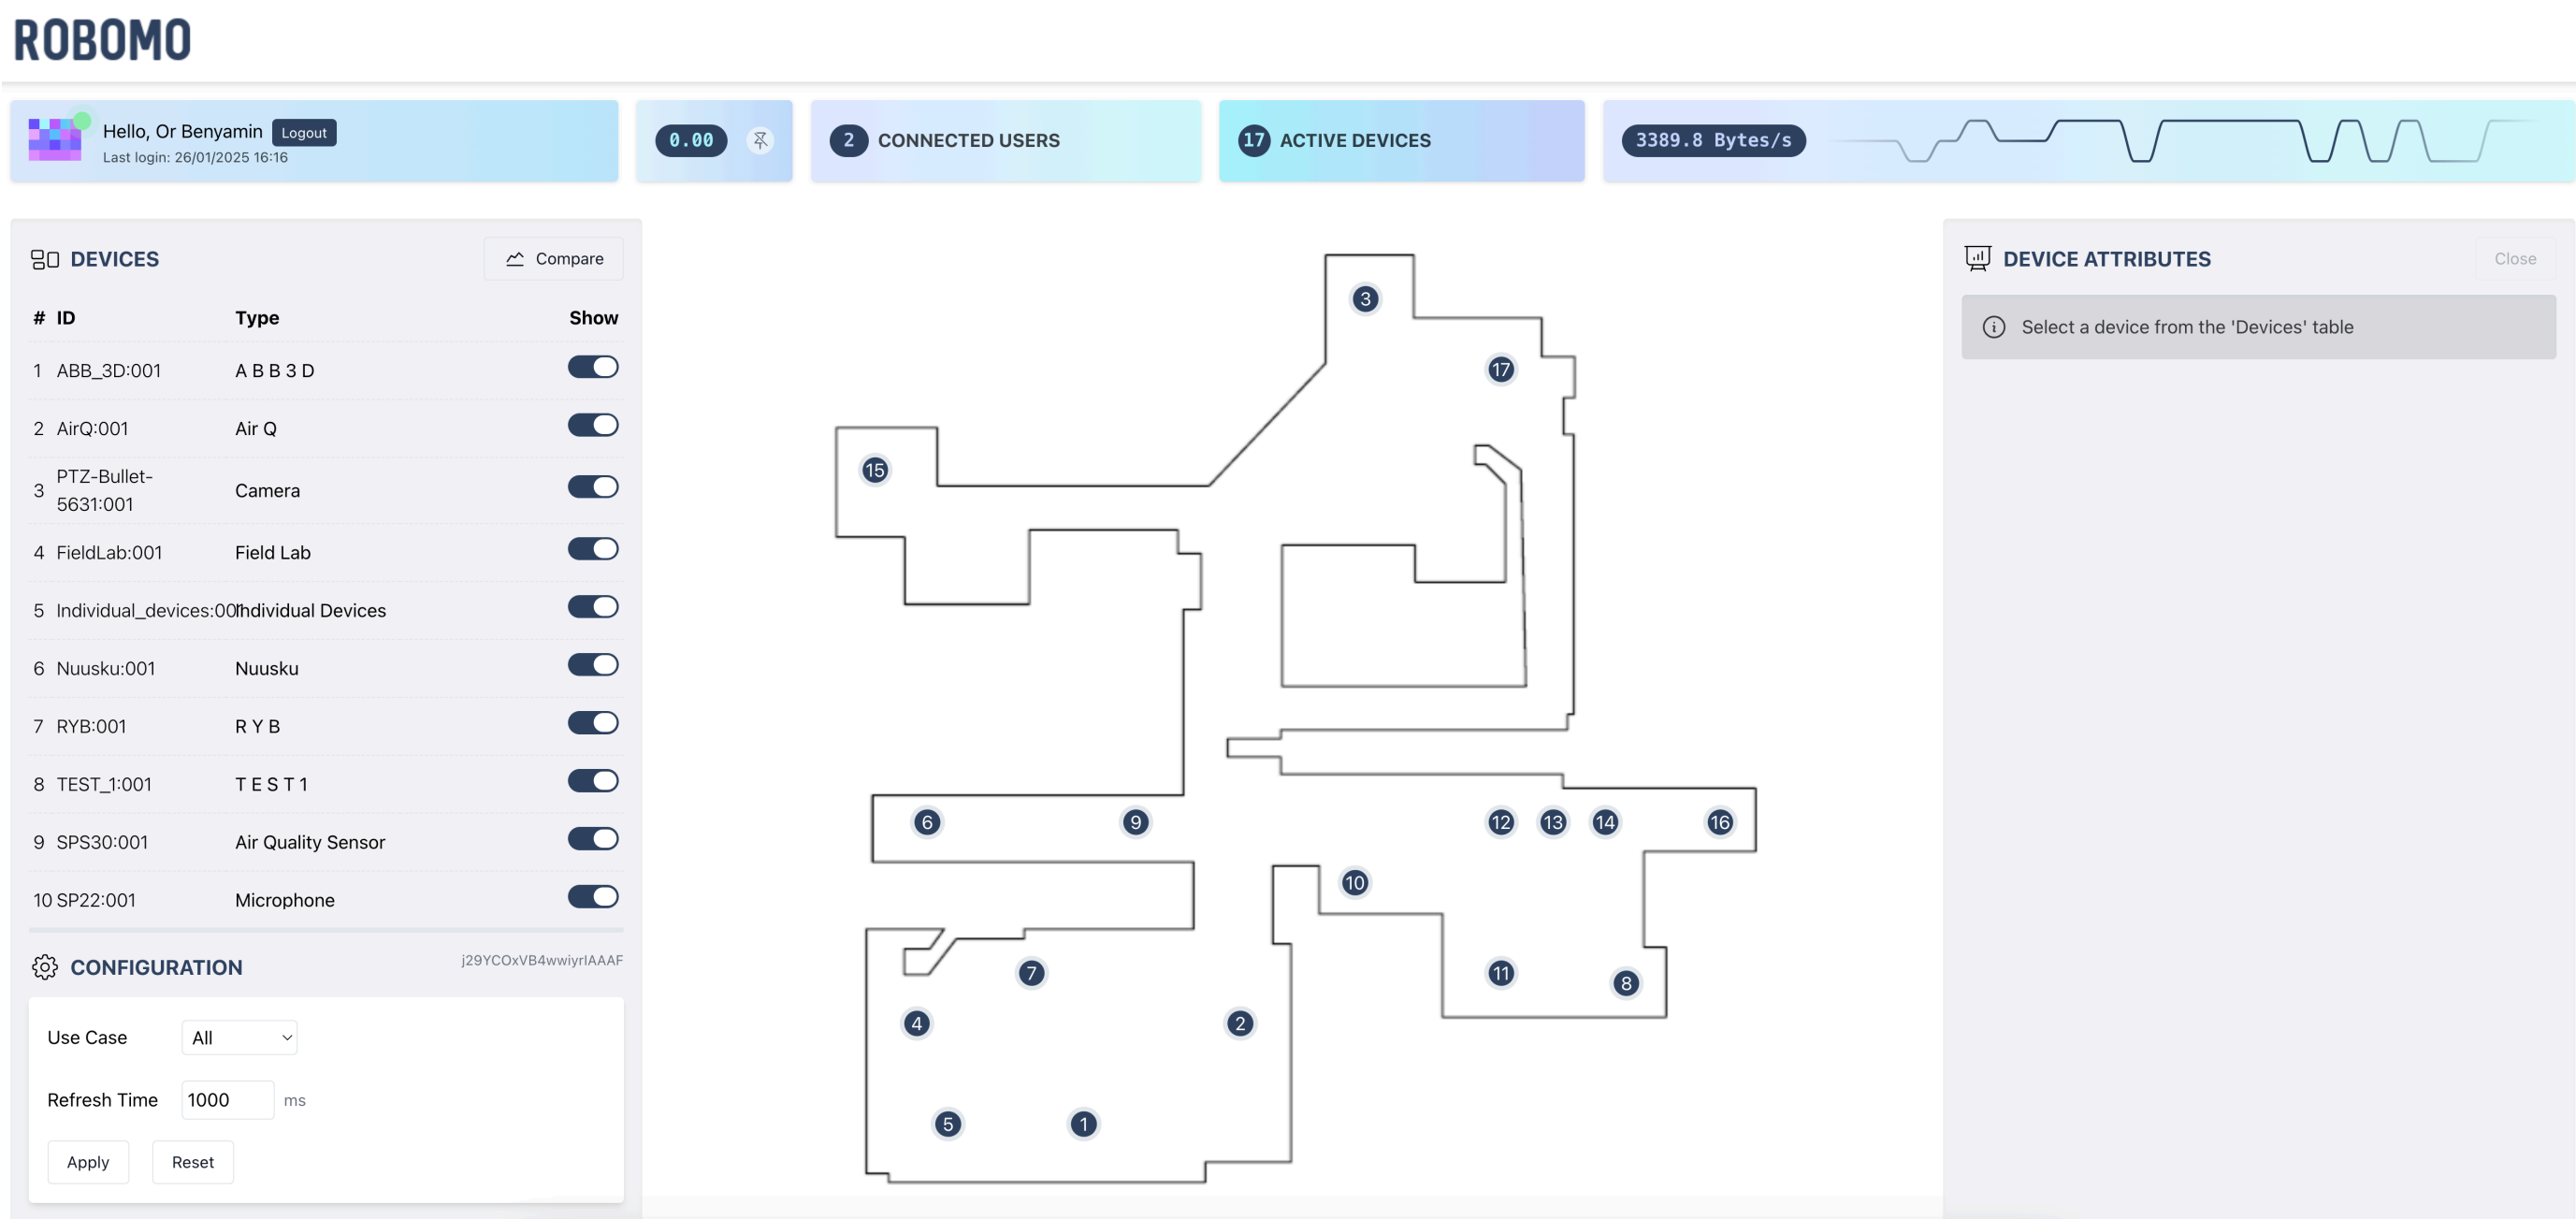 ROBOMO
Hello, Or Benyamin Logout
Last login: 26/01/2025 16:16
0.00
2 CONNECTED USERS
17 ACTIVE DEVICES
3389.8 Bytes/s
DEVICES Compare
# ID Type Show
1 ABB_3D:001 A B B 3 D
2 AirQ:001 Air Q
3 PTZ-Bullet-5631:001 Camera
4 FieldLab:001 Field Lab
5 Individual_devices:001 Individual Devices
6 Nuusku:001 Nuusku
7 RYB:001 R Y B
8 TEST_1:001 T E S T 1
9 SPS30:001 Air Quality Sensor
10 SP22:001 Microphone
CONFIGURATION j29YCOxVB4wwiyrIAAAF
Use Case All
Refresh Time 1000 ms
Apply Reset
3
17
15
6 9 12 13 14 16
10
7 11 8
4 2
5 1
DEVICE ATTRIBUTES Close
Select a device from the 'Devices' table